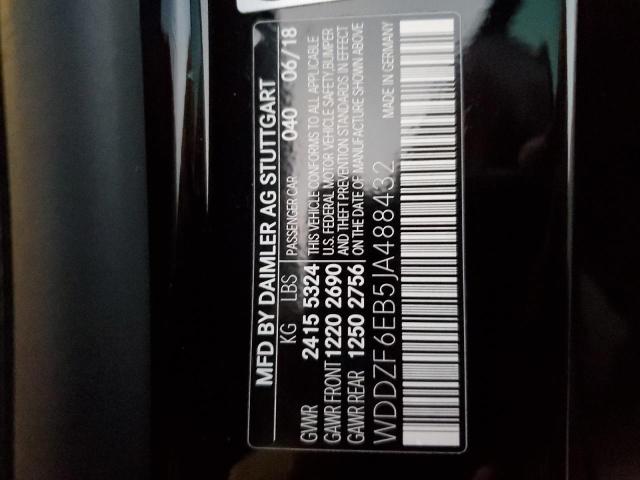 MFD BY DAIMLER AG STUTTGART
KG LBS PASSENGER CAR 040 06/18
GVWR 2415 5324 THIS VEHICLE CONFORMS TO ALL APPLICABLE
GAWR FRONT 1220 2690 U.S. FEDERAL MOTOR VEHICLE SAFETY, BUMPER
AND THEFT PREVENTION STANDARDS IN EFFECT
GAWR REAR 1250 2756 ON THE DATE OF MANUFACTURE SHOWN ABOVE
WDDZF6EB5JA488432 MADE IN GERMANY